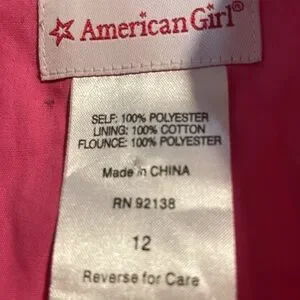 American Girl®
SELF: 100% POLYESTER
LINING: 100% COTTON
FLOUNCE: 100% POLYESTER
Made in CHINA
RN 92138
12
Reverse for Care